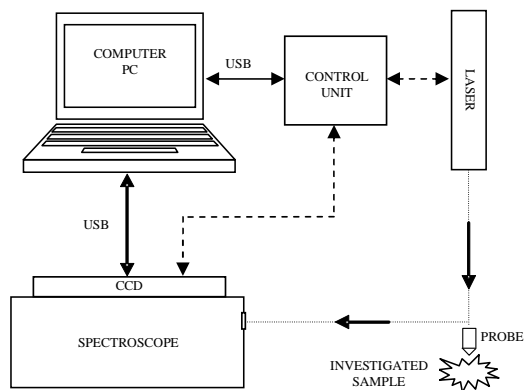 COMPUTER
PC
USB
CONTROL
UNIT
LASER
USB
CCD
SPECTROSCOPE
PROBE
INVESTIGATED
SAMPLE